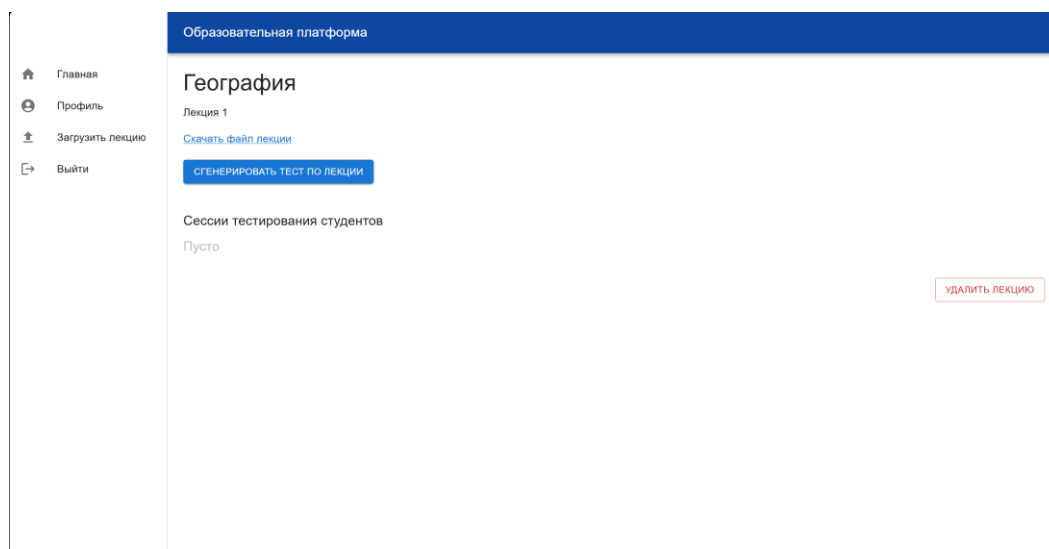 Образовательная платформа
Главная
Профиль
Загрузить лекцию
Выйти
География
Лекция 1
Скачать файл лекции
СГЕНЕРИРОВАТЬ ТЕСТ ПО ЛЕКЦИИ
Сессии тестирования студентов
Пусто
УДАЛИТЬ ЛЕКЦИЮ